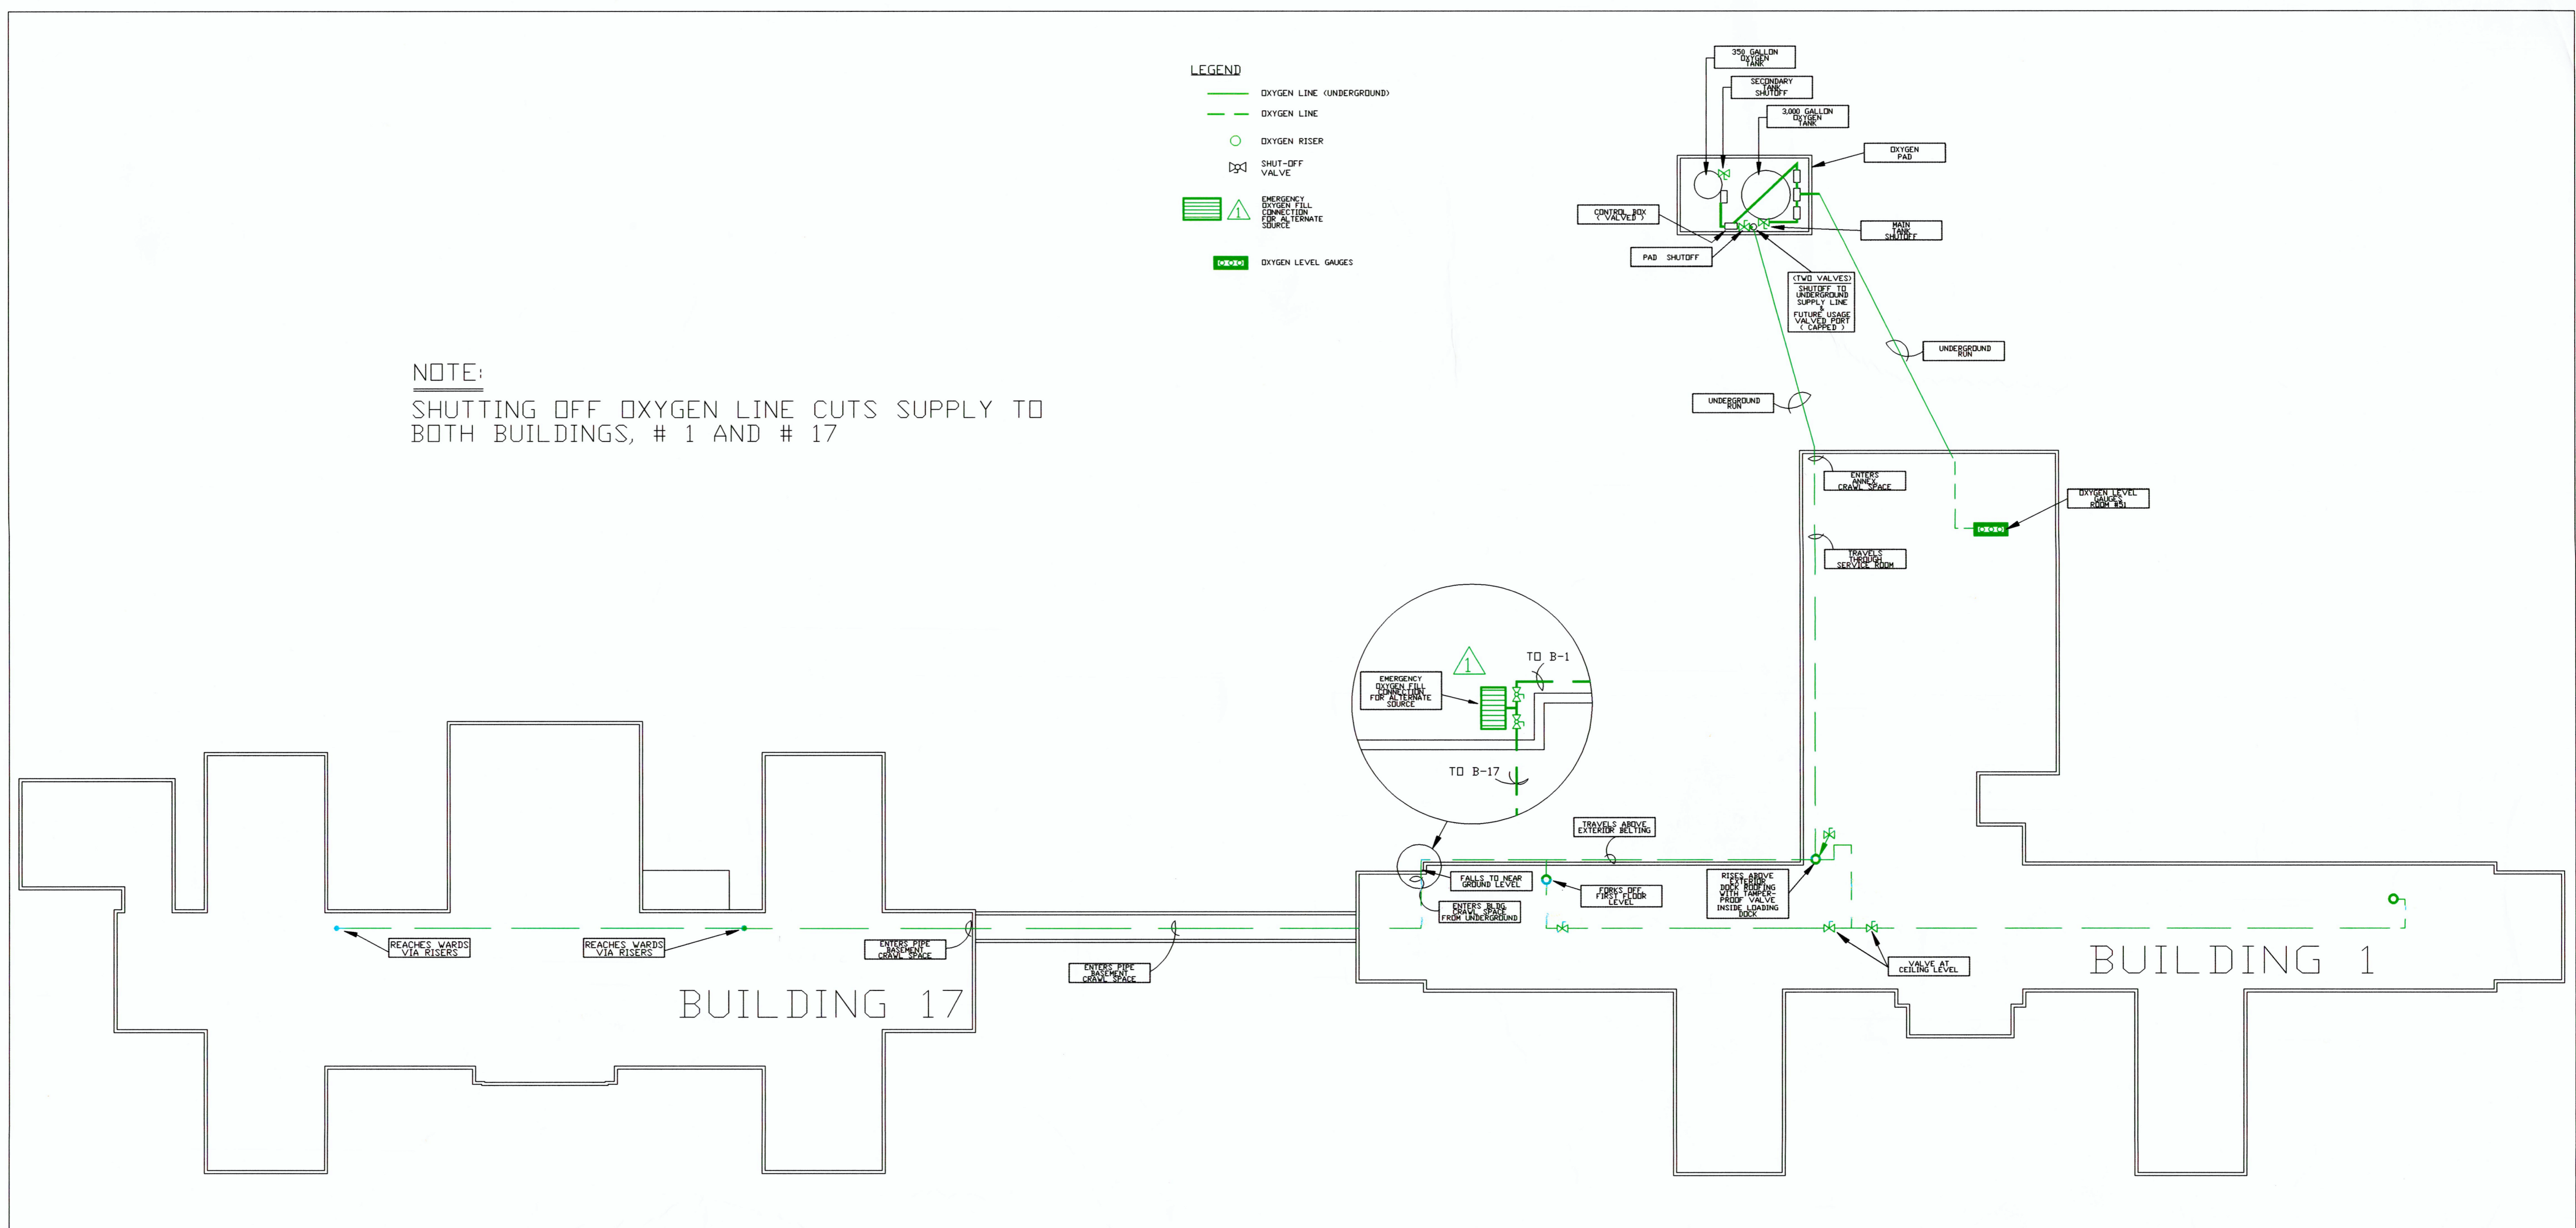 LEGEND
OXYGEN LINE (UNDERGROUND)
OXYGEN LINE
OXYGEN RISER
SHUT-OFF
VALVE
1
EMERGENCY
OXYGEN FILL
CONNECTION
FOR ALTERNATE
SOURCE
OXYGEN LEVEL GAUGES
350 GALLON
OXYGEN
TANK
SECONDARY
TANK
SHUTOFF
3,000 GALLON
OXYGEN
TANK
OXYGEN
PAD
CONTROL BOX
( VALVED )
MAIN
TANK
SHUTOFF
PAD SHUTOFF
(TWO VALVES)
SHUTOFF TO
UNDERGROUND
SUPPLY LINE
&
FUTURE USAGE
VALVED PORT
( CAPPED )
UNDERGROUND
RUN
UNDERGROUND
RUN
NOTE:
SHUTTING OFF OXYGEN LINE CUTS SUPPLY TO
BOTH BUILDINGS, # 1 AND # 17
ENTERS
ANNEX
CRAWL SPACE
OXYGEN LEVEL
GAUGES
ROOM #51
TRAVELS
THROUGH
SERVICE ROOM
1
TO B-1
EMERGENCY
OXYGEN FILL
CONNECTION
FOR ALTERNATE
SOURCE
TO B-17
TRAVELS ABOVE
EXTERIOR BELTING
FALLS TO NEAR
GROUND LEVEL
FORKS OFF,
FIRST FLOOR
LEVEL
RISES ABOVE
EXTERIOR
DOCK ROOFING
WITH TAMPER-
PROOF VALVE
INSIDE LOADING
DOCK
ENTERS BLDG.
CRAWL SPACE
FROM UNDERGROUND
REACHES WARDS
VIA RISERS
REACHES WARDS
VIA RISERS
ENTERS PIPE
BASEMENT
CRAWL SPACE
ENTERS PIPE
BASEMENT
CRAWL SPACE
VALVE AT
CEILING LEVEL
BUILDING 1
BUILDING 17